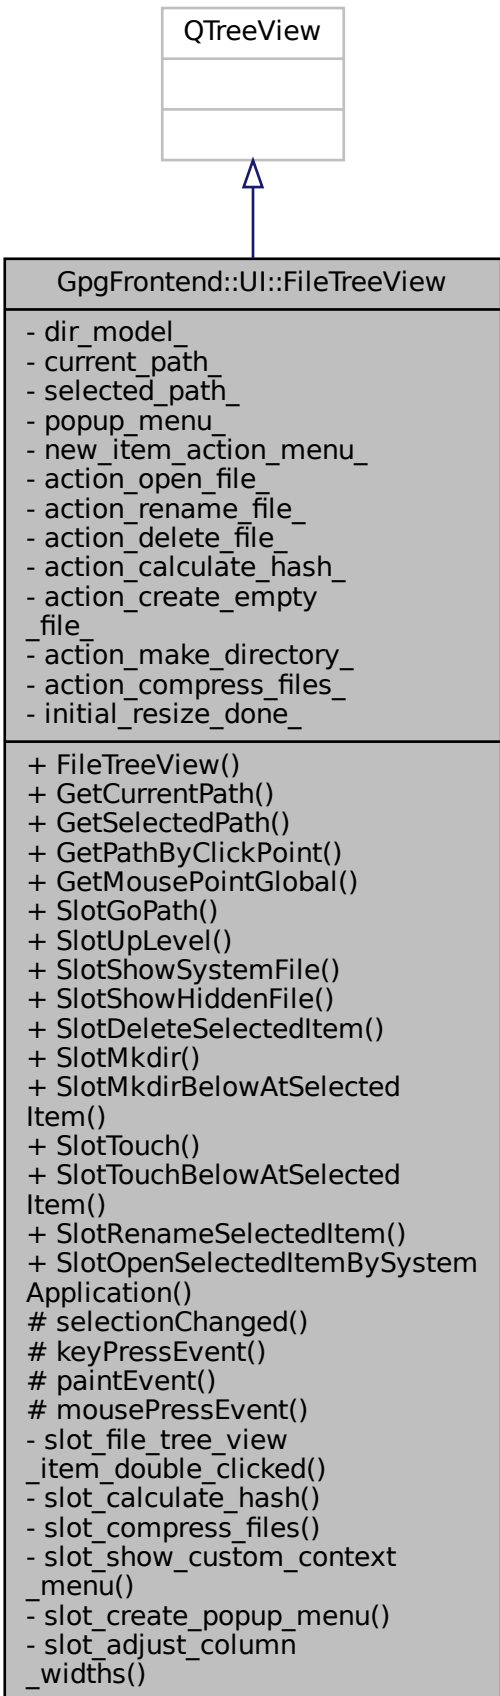 QTreeView
GpgFrontend::UI::FileTreeView
- dir_model_
- current_path_
- selected_path_
- popup_menu_
- new_item_action_menu_
- action_open_file_
- action_rename_file_
- action_delete_file_
- action_calculate_hash_
- action_create_empty
_file_
- action_make_directory_
- action_compress_files_
- initial_resize_done_
+ FileTreeView()
+ GetCurrentPath()
+ GetSelectedPath()
+ GetPathByClickPoint()
+ GetMousePointGlobal()
+ SlotGoPath()
+ SlotUpLevel()
+ SlotShowSystemFile()
+ SlotShowHiddenFile()
+ SlotDeleteSelectedItem()
+ SlotMkdir()
+ SlotMkdirBelowAtSelected
Item()
+ SlotTouch()
+ SlotTouchBelowAtSelected
Item()
+ SlotRenameSelectedItem()
+ SlotOpenSelectedItemBySystem
Application()
# selectionChanged()
# keyPressEvent()
# paintEvent()
# mousePressEvent()
- slot_file_tree_view
_item_double_clicked()
- slot_calculate_hash()
- slot_compress_files()
- slot_show_custom_context
_menu()
- slot_create_popup_menu()
- slot_adjust_column
_widths()